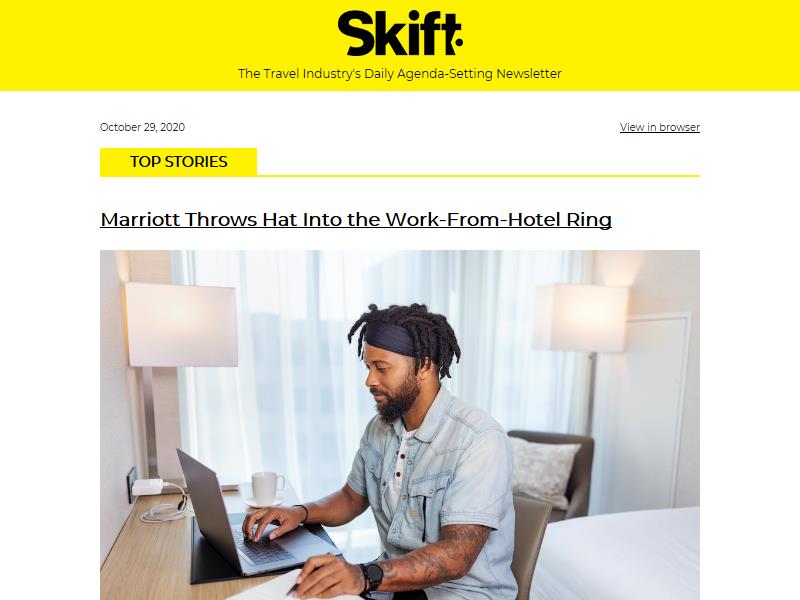 Skift
The Travel Industry's Daily Agenda-Setting Newsletter
October 29, 2020
View in browser
TOP STORIES
Marriott Throws Hat Into the Work-From-Hotel Ring